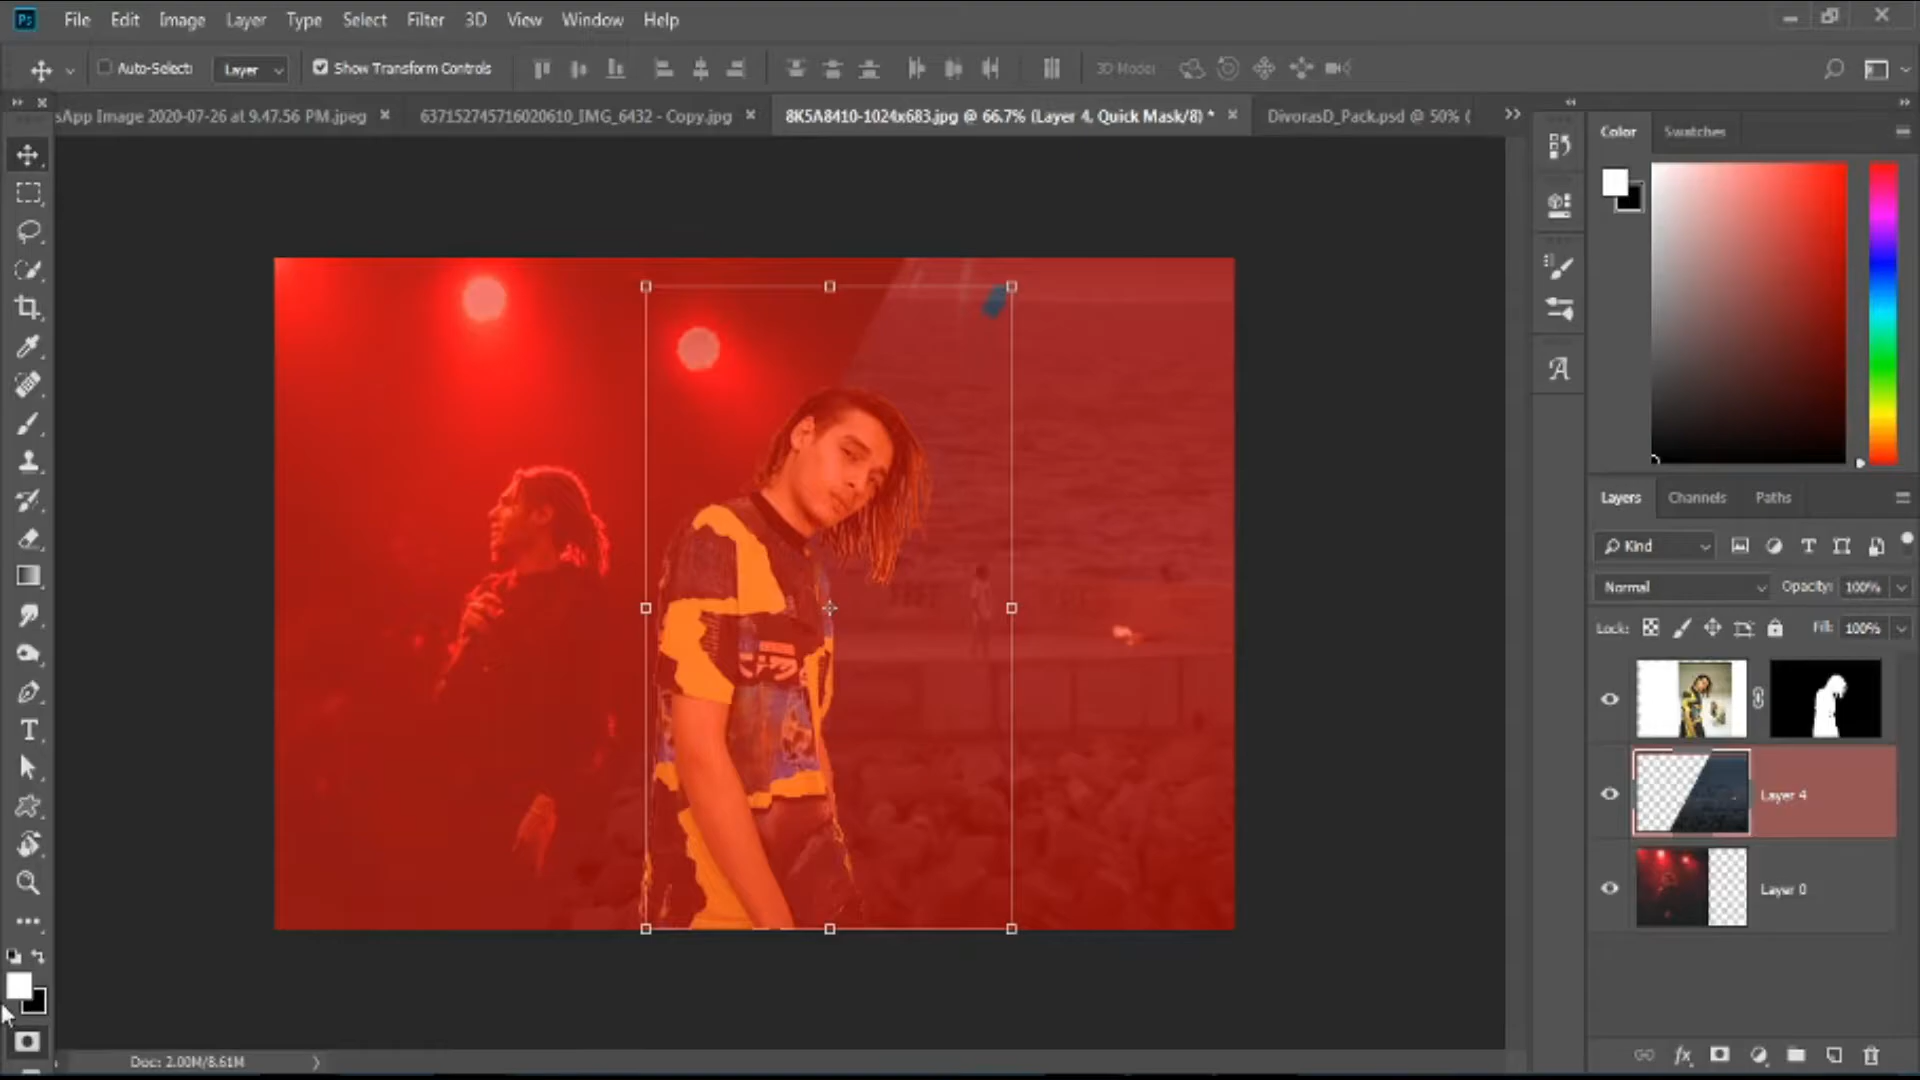 Ps File Edit Image Layer Type Select Filter 3D View Window Help
Auto-Select: Layer Show Transform Controls 3D Model
sApp Image 2020-07-26 at 9.47.56 PM.jpeg × 637152745716020610_IMG_6432 - Copy.jpg × 8K5A8410-1024x683.jpg @ 66.7% (Layer 4, Quick Mask/8) * × DivorasD_Pack.psd @ 50% (
Color Swatches
Layers Channels Paths
Kind
Normal Opacity: 100%
Lock: Fill: 100%
Layer 4
Layer 0
Doc: 2.00M/8.61M